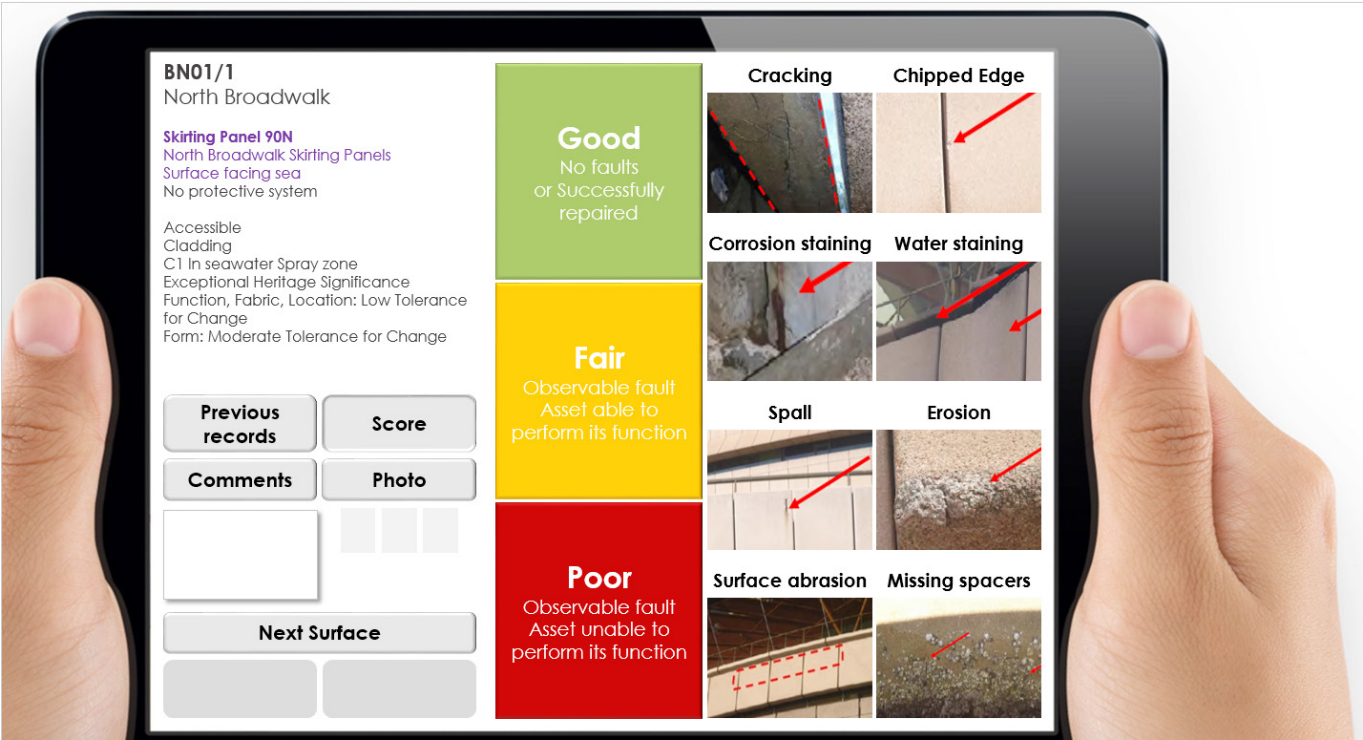 BN01/1
North Broadwalk
Skirting Panel 90N
North Broadwalk Skirting Panels
Surface facing sea
No protective system
Accessible
Cladding
C1 In seawater Spray zone
Exceptional Heritage Significance
Function, Fabric, Location: Low Tolerance
for Change
Form: Moderate Tolerance for Change
Previous
records
Score
Comments
Photo
Next Surface
Good
No faults
or Successfully
repaired
Fair
Observable fault
Asset able to
perform its function
Poor
Observable fault
Asset unable to
perform its function
Cracking
Chipped Edge
Corrosion staining
Water staining
Spall
Erosion
Surface abrasion
Missing spacers